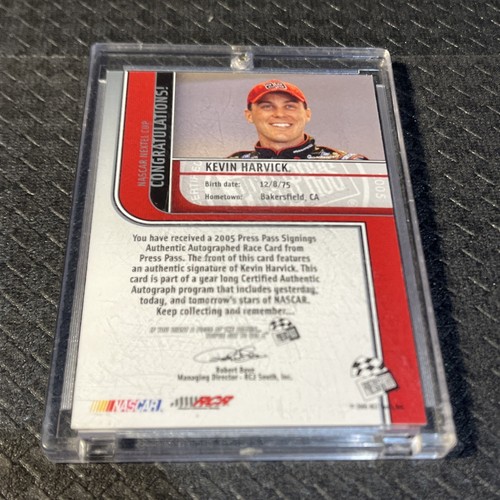 NASCAR NEXTEL CUP
CONGRATULATIONS!
KEVIN HARVICK
Birth date: 12/8/75
Hometown: Bakersfield, CA
2005
You have received a 2005 Press Pass Signings
Authentic Autographed Race Card from
Press Pass. The front of this card features
an authentic signature of Kevin Harvick. This
card is part of a year long Certified Authentic
Autograph program that includes yesterday,
today, and tomorrow's stars of NASCAR.
Keep collecting and remember...
Managing Director - RC2 South, Inc.
NASCAR
RCR